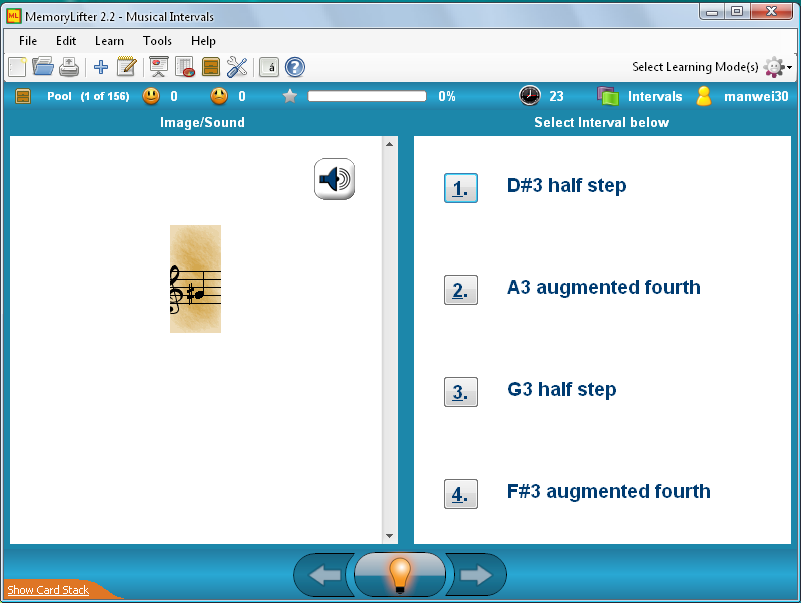 MemoryLifter 2.2 - Musical Intervals
File Edit Learn Tools Help
á ? Select Learning Mode(s)
Pool (1 of 156) 0 0 0% 23 Intervals manwei30
Image/Sound
Select Interval below
1. D#3 half step
2. A3 augmented fourth
3. G3 half step
4. F#3 augmented fourth
Show Card Stack